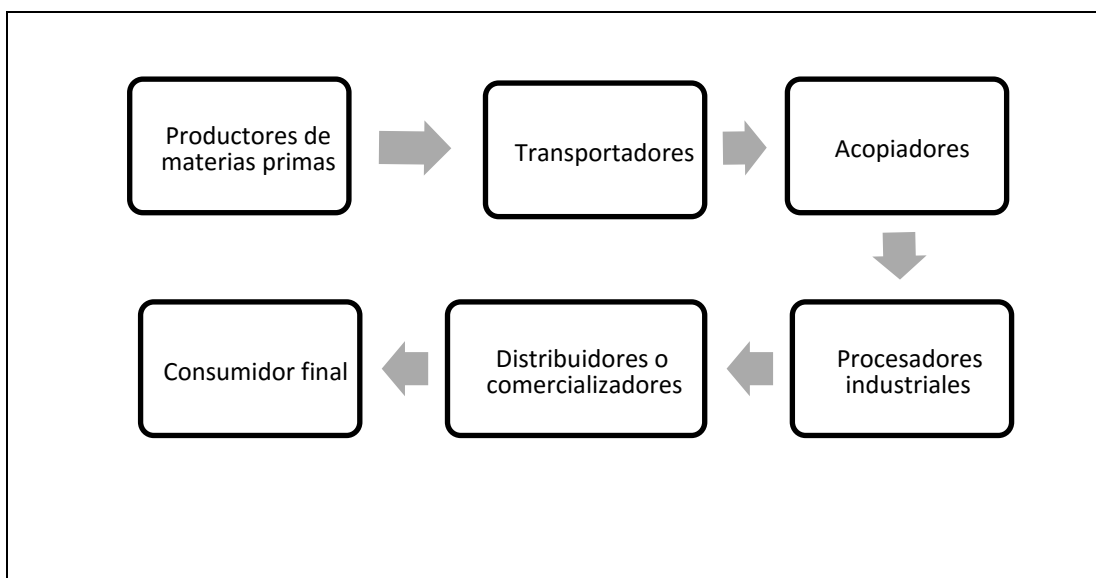 Productores de
materias primas
Transportadores
Acopiadores
Procesadores
industriales
Distribuidores o
comercializadores
Consumidor final